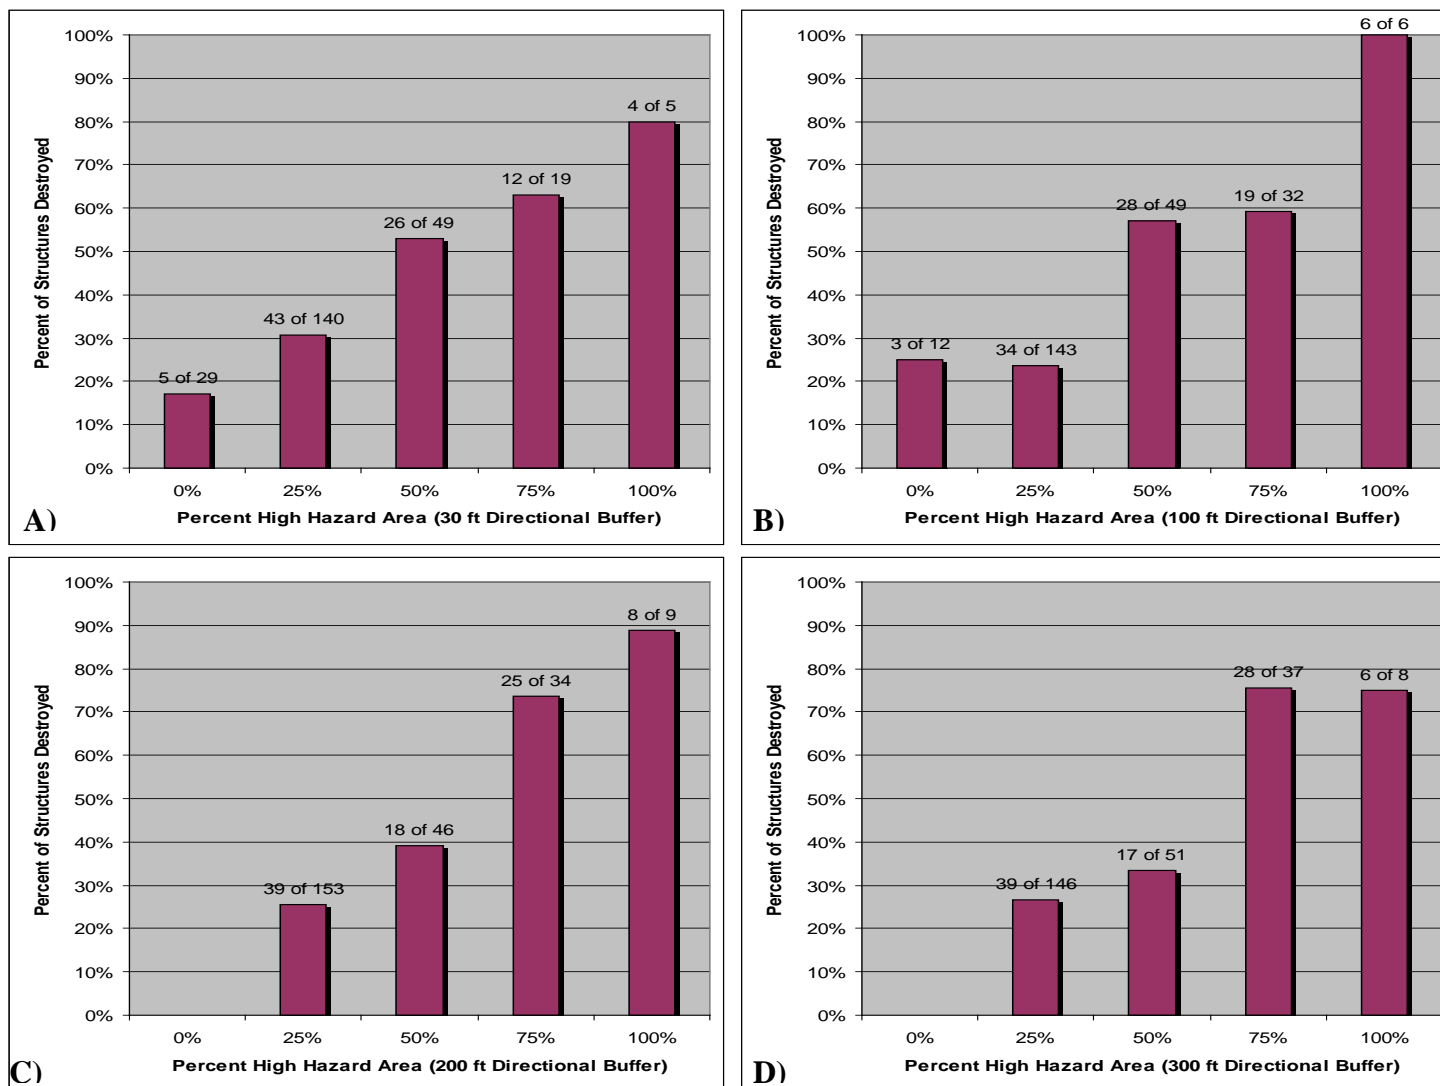 100%
90%
80%
70%
60%
50%
40%
30%
20%
10%
0%
Percent of Structures Destroyed
5 of 29
43 of 140
26 of 49
12 of 19
4 of 5
0% 25% 50% 75% 100%
Percent High Hazard Area (30 ft Directional Buffer)
A)
100%
90%
80%
70%
60%
50%
40%
30%
20%
10%
0%
Percent of Structures Destroyed
3 of 12
34 of 143
28 of 49
19 of 32
6 of 6
0% 25% 50% 75% 100%
Percent High Hazard Area (100 ft Directional Buffer)
B)
100%
90%
80%
70%
60%
50%
40%
30%
20%
10%
0%
Percent of Structures Destroyed
39 of 153
18 of 46
25 of 34
8 of 9
0% 25% 50% 75% 100%
Percent High Hazard Area (200 ft Directional Buffer)
C)
100%
90%
80%
70%
60%
50%
40%
30%
20%
10%
0%
Percent of Structures Destroyed
39 of 146
17 of 51
28 of 37
6 of 8
0% 25% 50% 75% 100%
Percent High Hazard Area (300 ft Directional Buffer)
D)